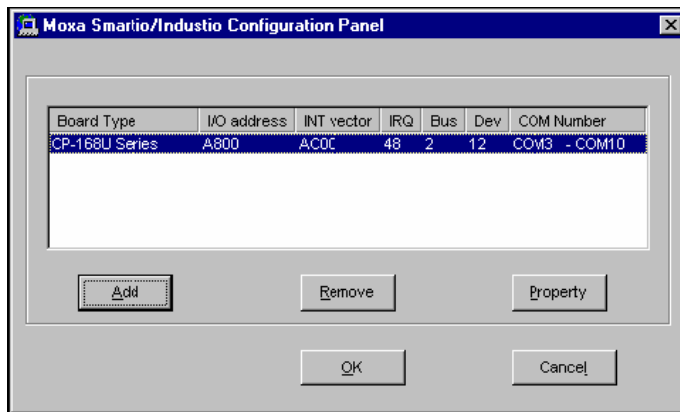 Moxa Smartio/Industio Configuration Panel
Board Type I/O address INT vector IRQ Bus Dev COM Number
CP-168U Series A800 AC00 48 2 12 COM3 - COM10
Add Remove Property
OK Cancel